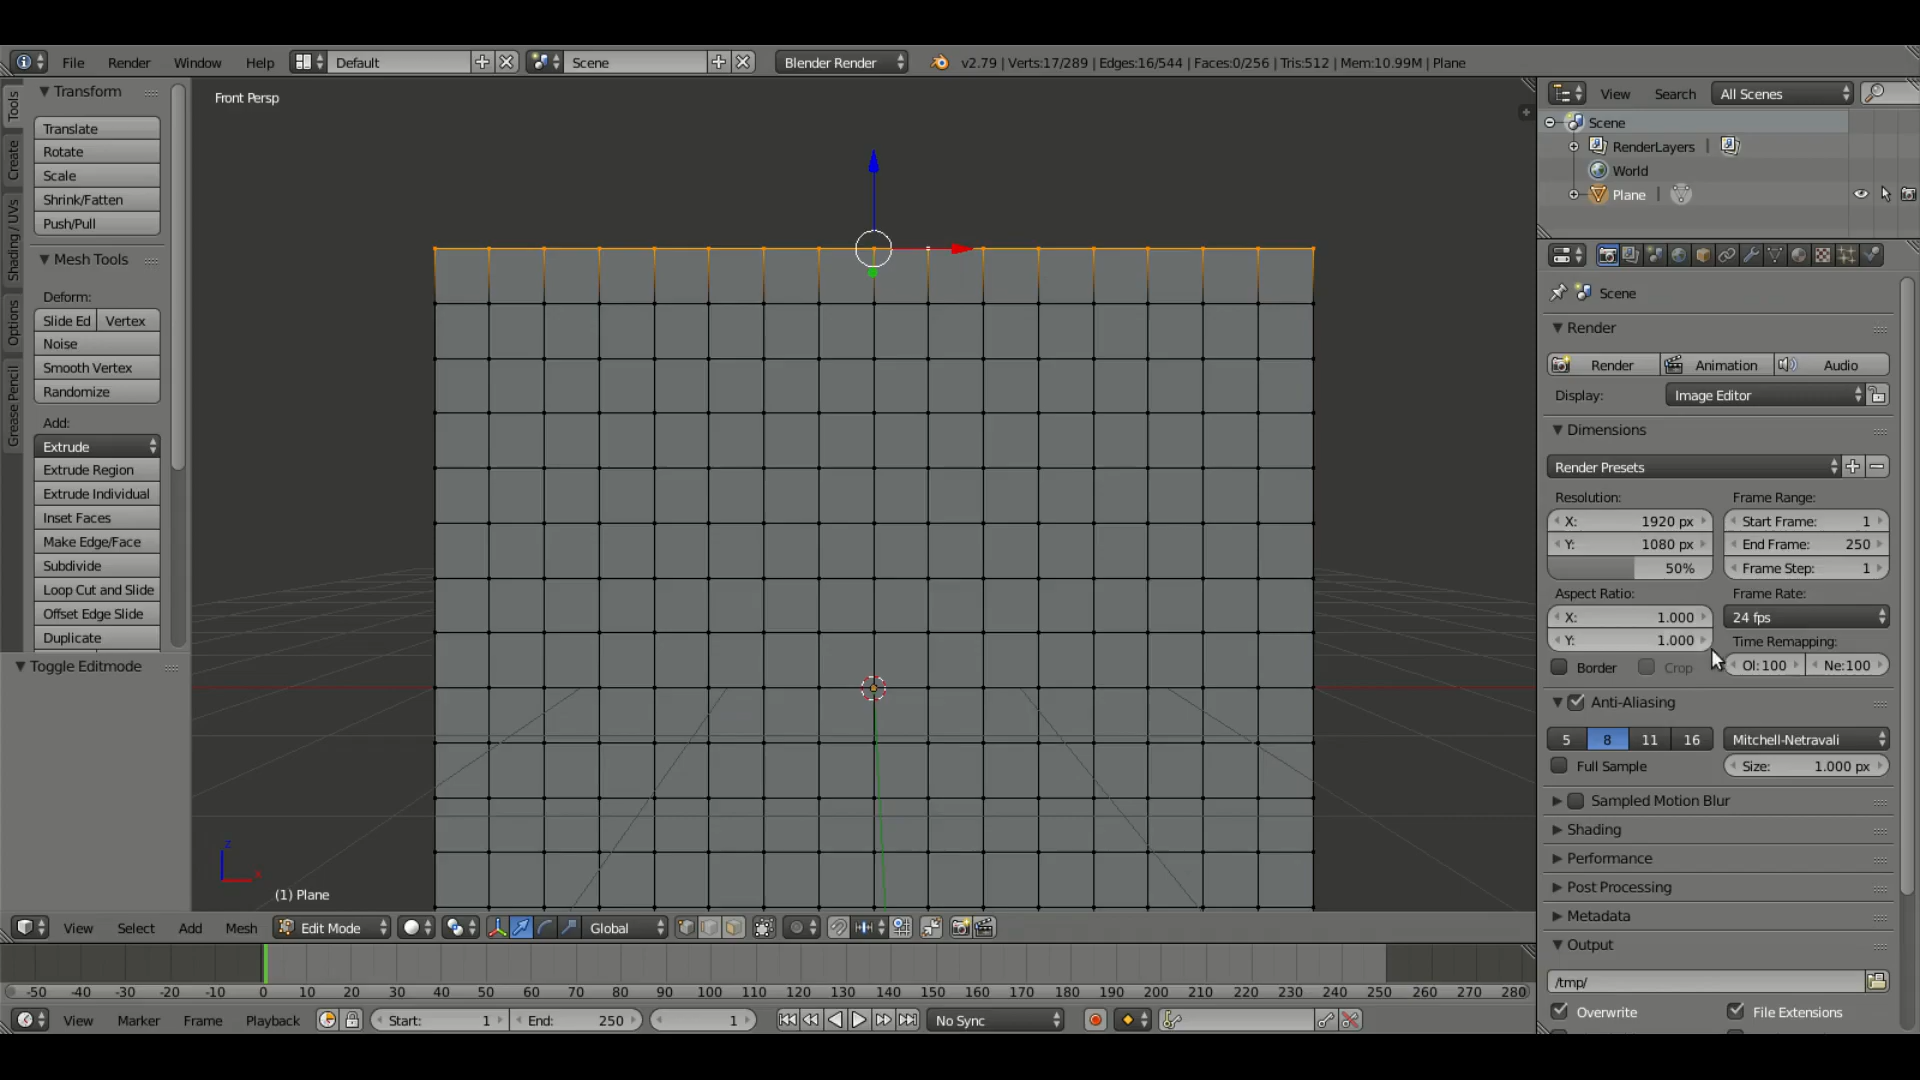 File Render Window Help Default Scene Blender Render v2.79 | Verts:17/289 | Edges:16/544 | Faces:0/256 | Tris:512 | Mem:10.99M | Plane
Tools
Create
Shading / UVs
Options
Grease Pencil
Transform
Translate
Rotate
Scale
Shrink/Fatten
Push/Pull
Mesh Tools
Deform:
Slide Ed Vertex
Noise
Smooth Vertex
Randomize
Add:
Extrude
Extrude Region
Extrude Individual
Inset Faces
Make Edge/Face
Subdivide
Loop Cut and Slide
Offset Edge Slide
Duplicate
Toggle Editmode
Front Persp
z
x
(1) Plane
View Select Add Mesh Edit Mode Global
-50 -40 -30 -20 -10 0 10 20 30 40 50 60 70 80 90 100 110 120 130 140 150 160 170 180 190 200 210 220 230 240 250 260 270 280
View Marker Frame Playback Start: 1 End: 250 1 No Sync
View Search All Scenes
Scene
RenderLayers |
World
Plane |
Scene
Render
Render Animation Audio
Display: Image Editor
Dimensions
Render Presets
Resolution: Frame Range:
X: 1920 px Start Frame: 1
Y: 1080 px End Frame: 250
50% Frame Step: 1
Aspect Ratio: Frame Rate:
X: 1.000 24 fps
Y: 1.000 Time Remapping:
Border Crop Ol:100 Ne:100
Anti-Aliasing
5 8 11 16 Mitchell-Netravali
Full Sample Size: 1.000 px
Sampled Motion Blur
Shading
Performance
Post Processing
Metadata
Output
/tmp/
Overwrite File Extensions